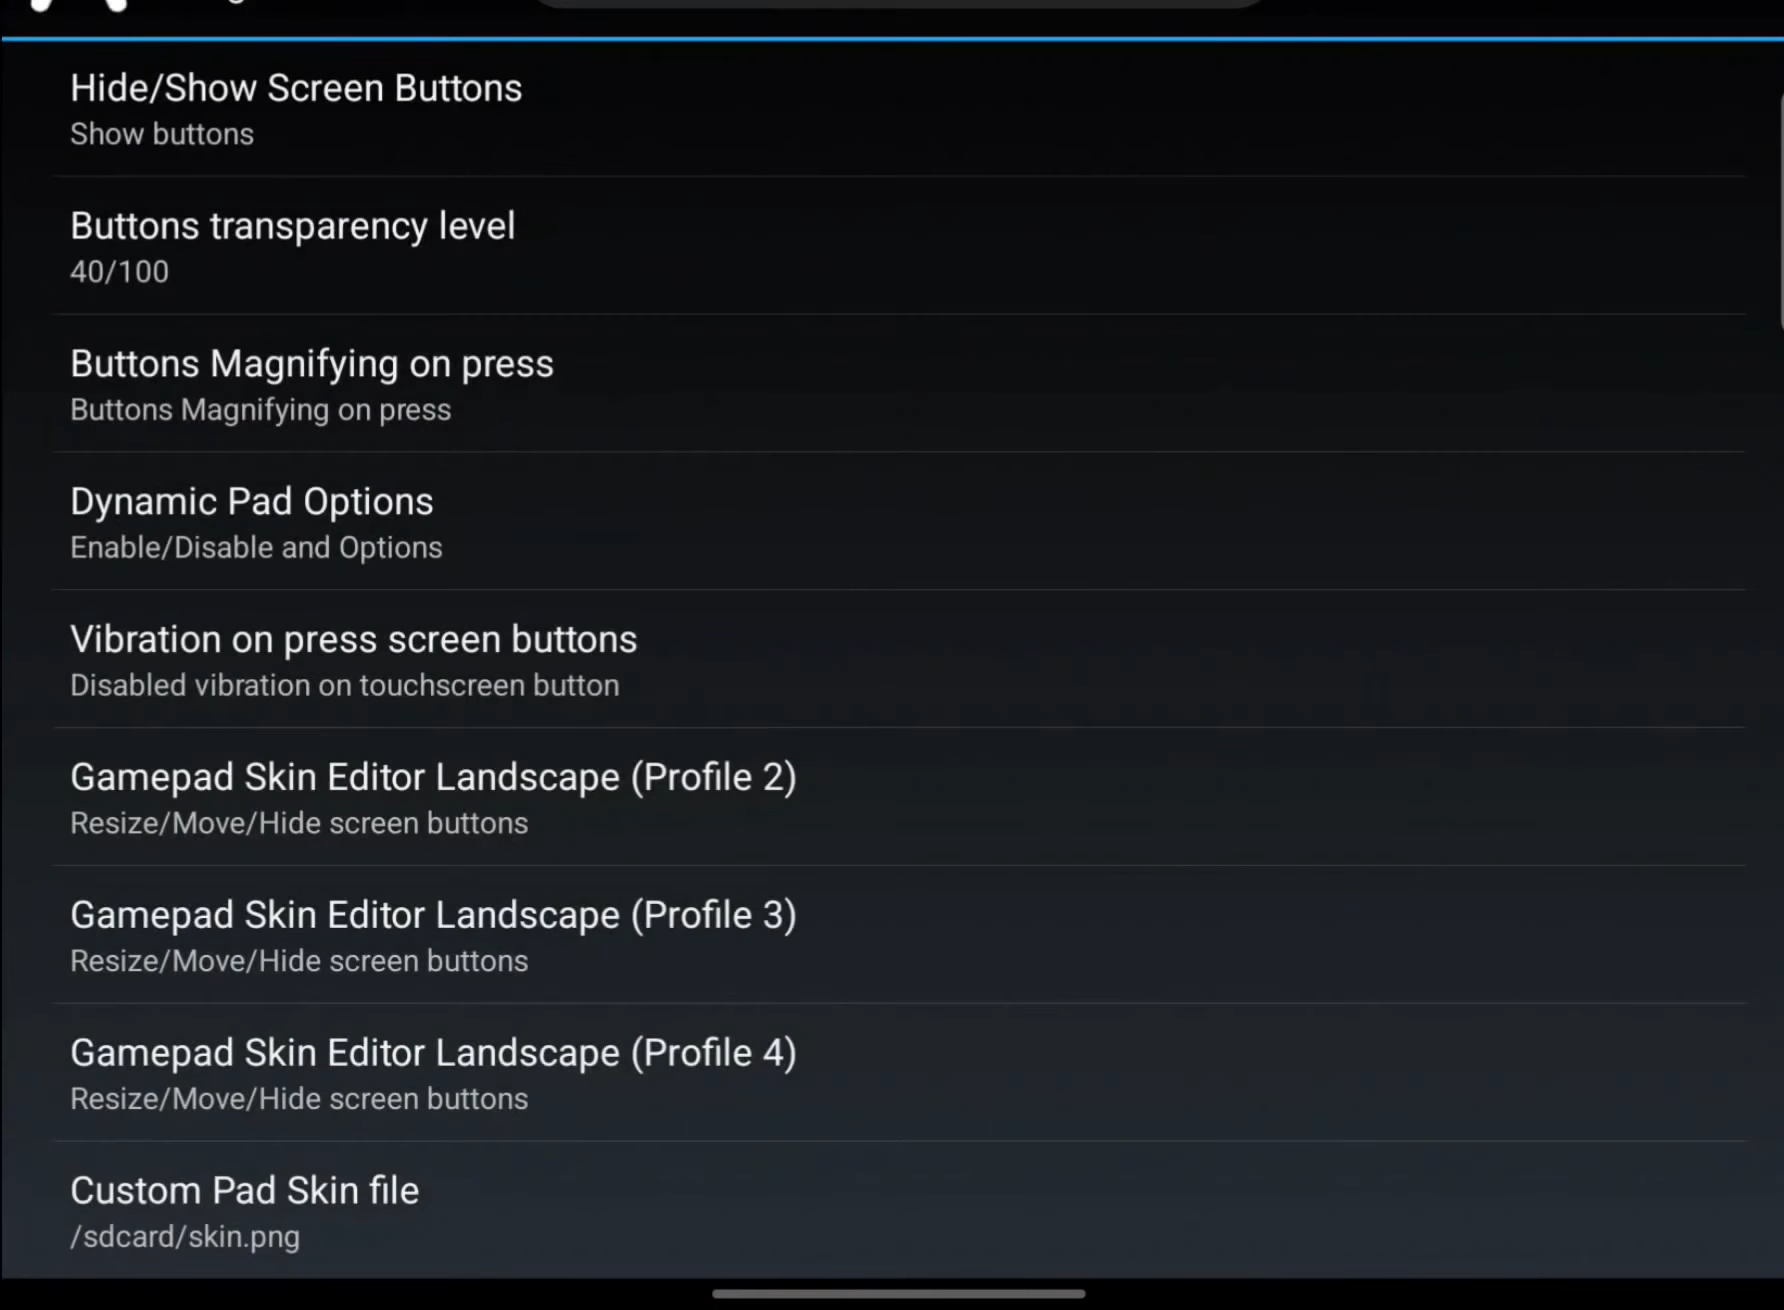 Hide/Show Screen Buttons
Show buttons
Buttons transparency level
40/100
Buttons Magnifying on press
Buttons Magnifying on press
Dynamic Pad Options
Enable/Disable and Options
Vibration on press screen buttons
Disabled vibration on touchscreen button
Gamepad Skin Editor Landscape (Profile 2)
Resize/Move/Hide screen buttons
Gamepad Skin Editor Landscape (Profile 3)
Resize/Move/Hide screen buttons
Gamepad Skin Editor Landscape (Profile 4)
Resize/Move/Hide screen buttons
Custom Pad Skin file
/sdcard/skin.png